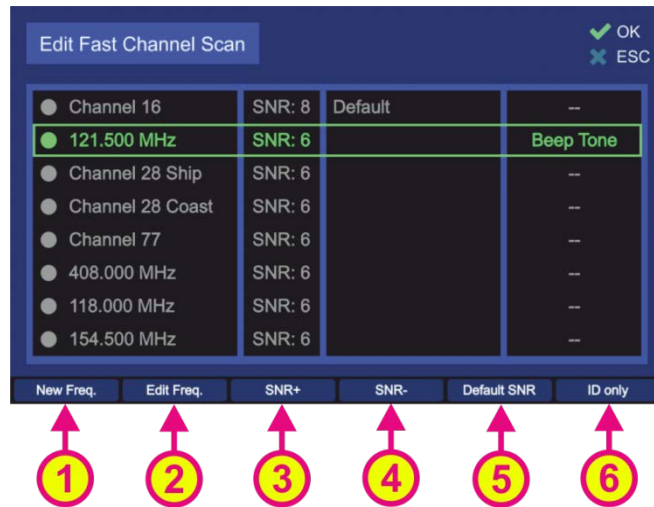 Edit Fast Channel Scan
OK
ESC
Channel 16 SNR: 8 Default --
121.500 MHz SNR: 6 Beep Tone
Channel 28 Ship SNR: 6 --
Channel 28 Coast SNR: 6 --
Channel 77 SNR: 6 --
408.000 MHz SNR: 6 --
118.000 MHz SNR: 6 --
154.500 MHz SNR: 6 --
New Freq. Edit Freq. SNR+ SNR- Default SNR ID only
1 2 3 4 5 6